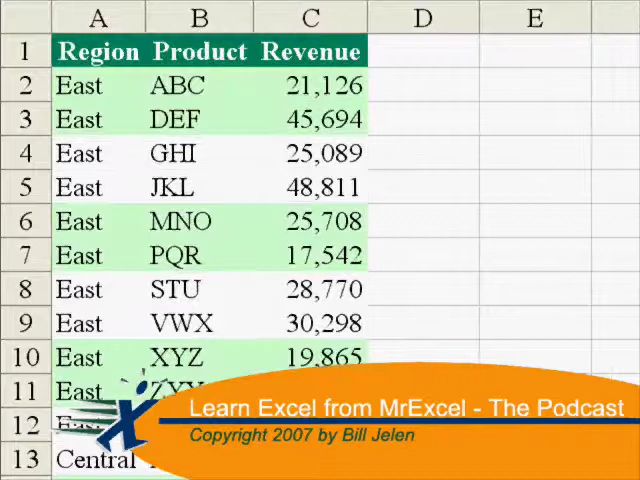 A B C D E
1 Region Product Revenue
2 East ABC 21,126
3 East DEF 45,694
4 East GHI 25,089
5 East JKL 48,811
6 East MNO 25,708
7 East PQR 17,542
8 East STU 28,770
9 East VWX 30,298
10 East XYZ 19,865
11 East
12 East
13 Central
Learn Excel from MrExcel - The Podcast
Copyright 2007 by Bill Jelen